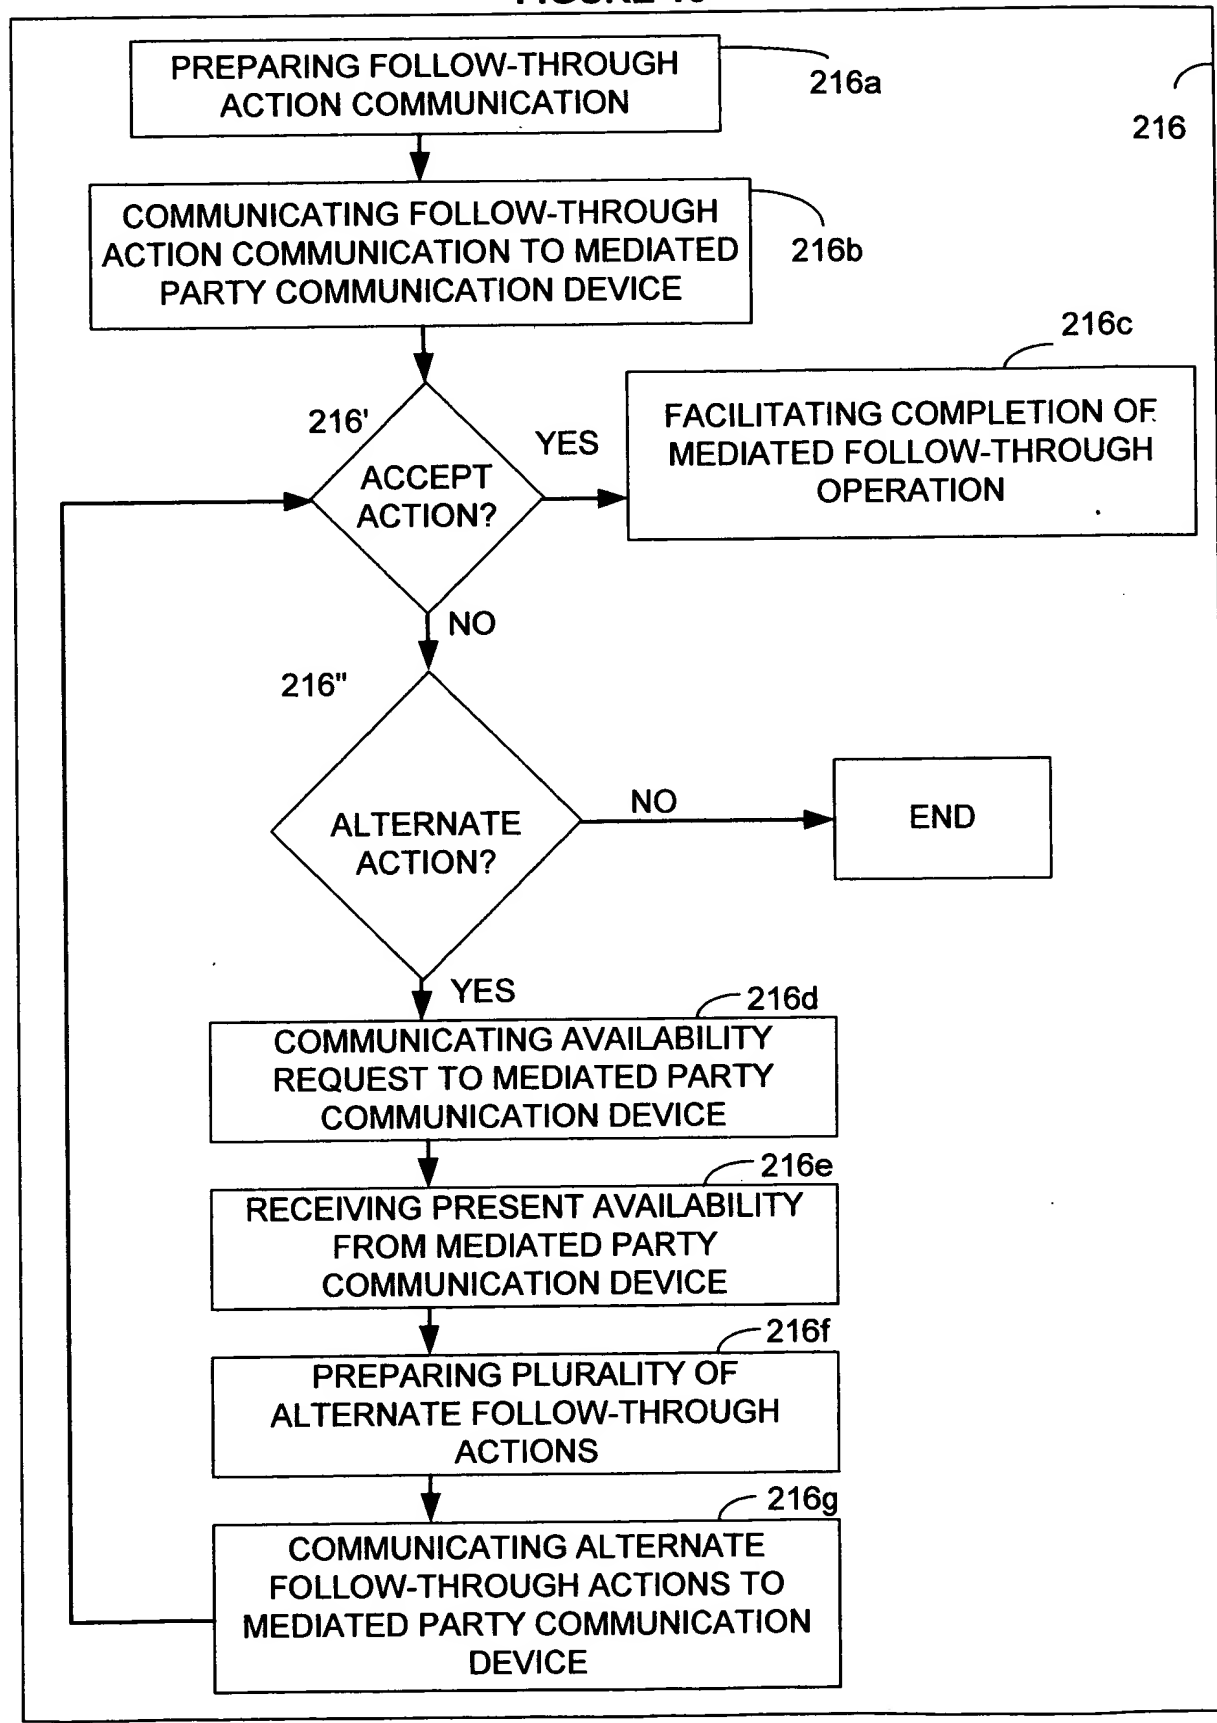 PREPARING FOLLOW-THROUGH
ACTION COMMUNICATION
216a
216
COMMUNICATING FOLLOW-THROUGH
ACTION COMMUNICATION TO MEDIATED
PARTY COMMUNICATION DEVICE
216b
216c
FACILITATING COMPLETION OF
MEDIATED FOLLOW-THROUGH
OPERATION
216'
YES
ACCEPT
ACTION?
NO
216"
ALTERNATE
ACTION?
NO
END
YES
216d
COMMUNICATING AVAILABILITY
REQUEST TO MEDIATED PARTY
COMMUNICATION DEVICE
216e
RECEIVING PRESENT AVAILABILITY
FROM MEDIATED PARTY
COMMUNICATION DEVICE
216f
PREPARING PLURALITY OF
ALTERNATE FOLLOW-THROUGH
ACTIONS
216g
COMMUNICATING ALTERNATE
FOLLOW-THROUGH ACTIONS TO
MEDIATED PARTY COMMUNICATION
DEVICE